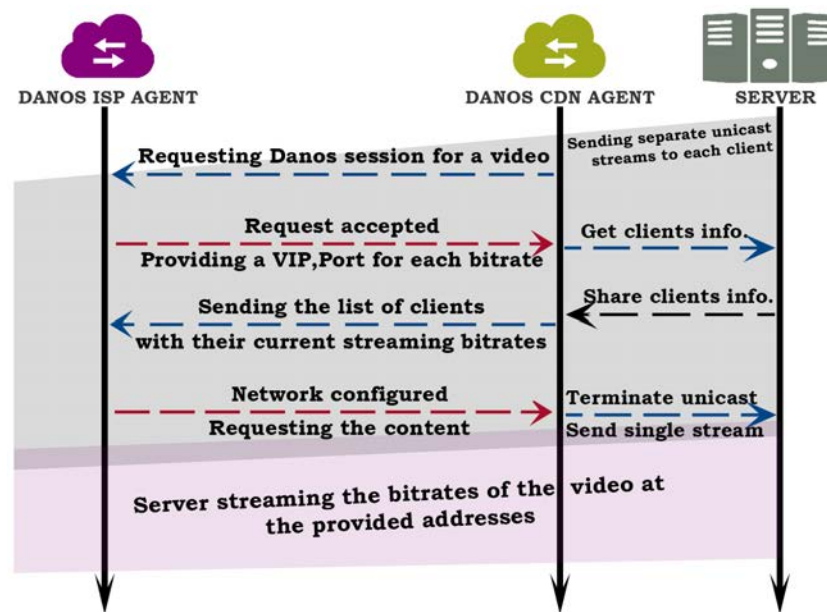 DANOS ISP AGENT
DANOS CDN AGENT
SERVER
Sending separate unicast
streams to each client
Requesting Danos session for a video
Request accepted
Providing a VIP,Port for each bitrate
Get clients info.
Sending the list of clients
with their current streaming bitrates
Share clients info.
Network configured
Requesting the content
Terminate unicast
Send single stream
Server streaming the bitrates of the video at
the provided addresses